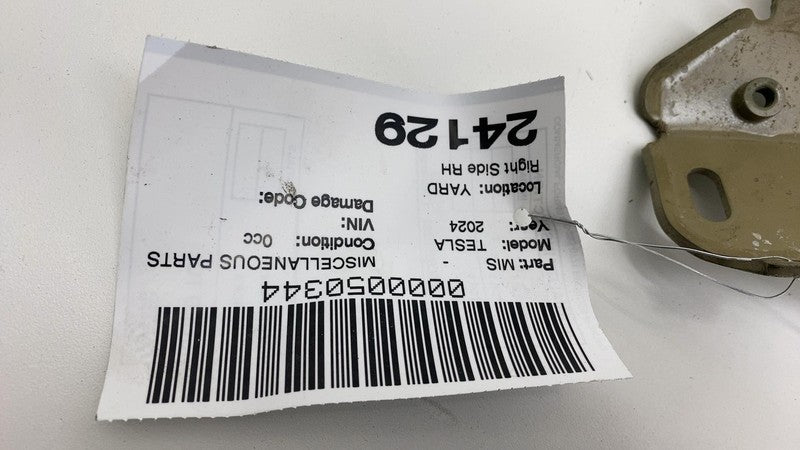 0000050344
Part: MIS - MISCELLANEOUS PARTS
Model: TESLA Condition: 0cc
Year: 2024 VIN:
Location: YARD Damage Code:
Right Side RH
24129